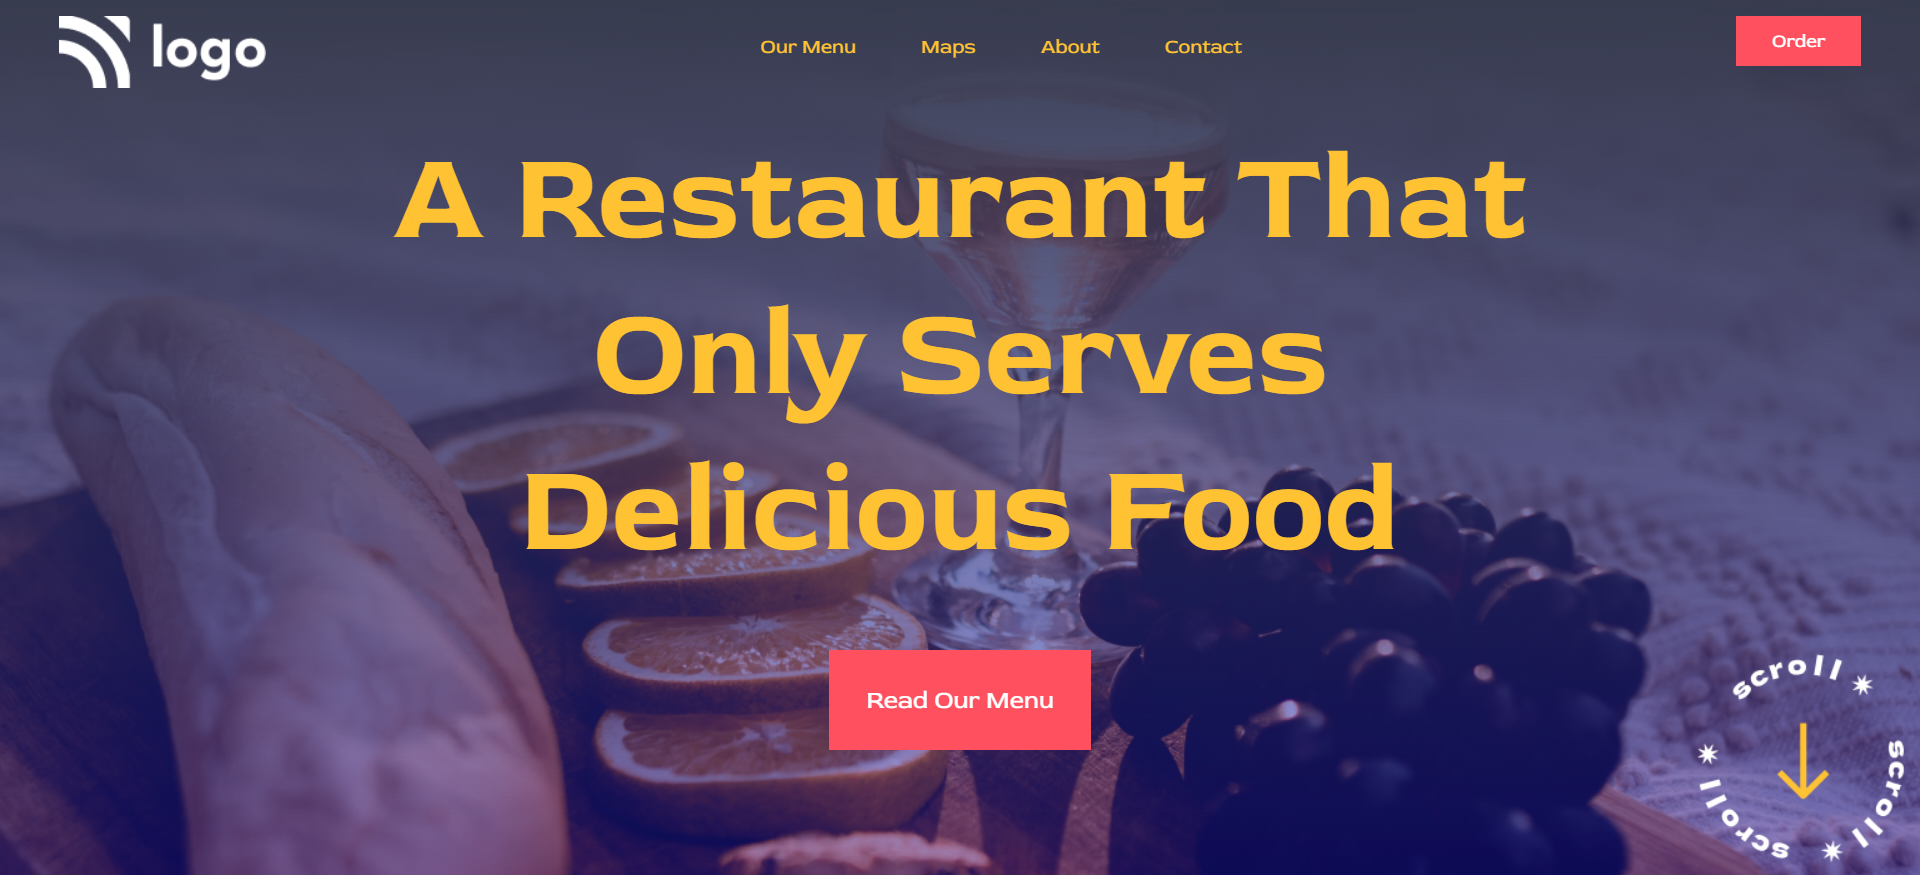 logo
Our Menu
Maps
About
Contact
Order
A Restaurant That
Only Serves
Delicious Food
Read Our Menu
scroll
scroll
scroll